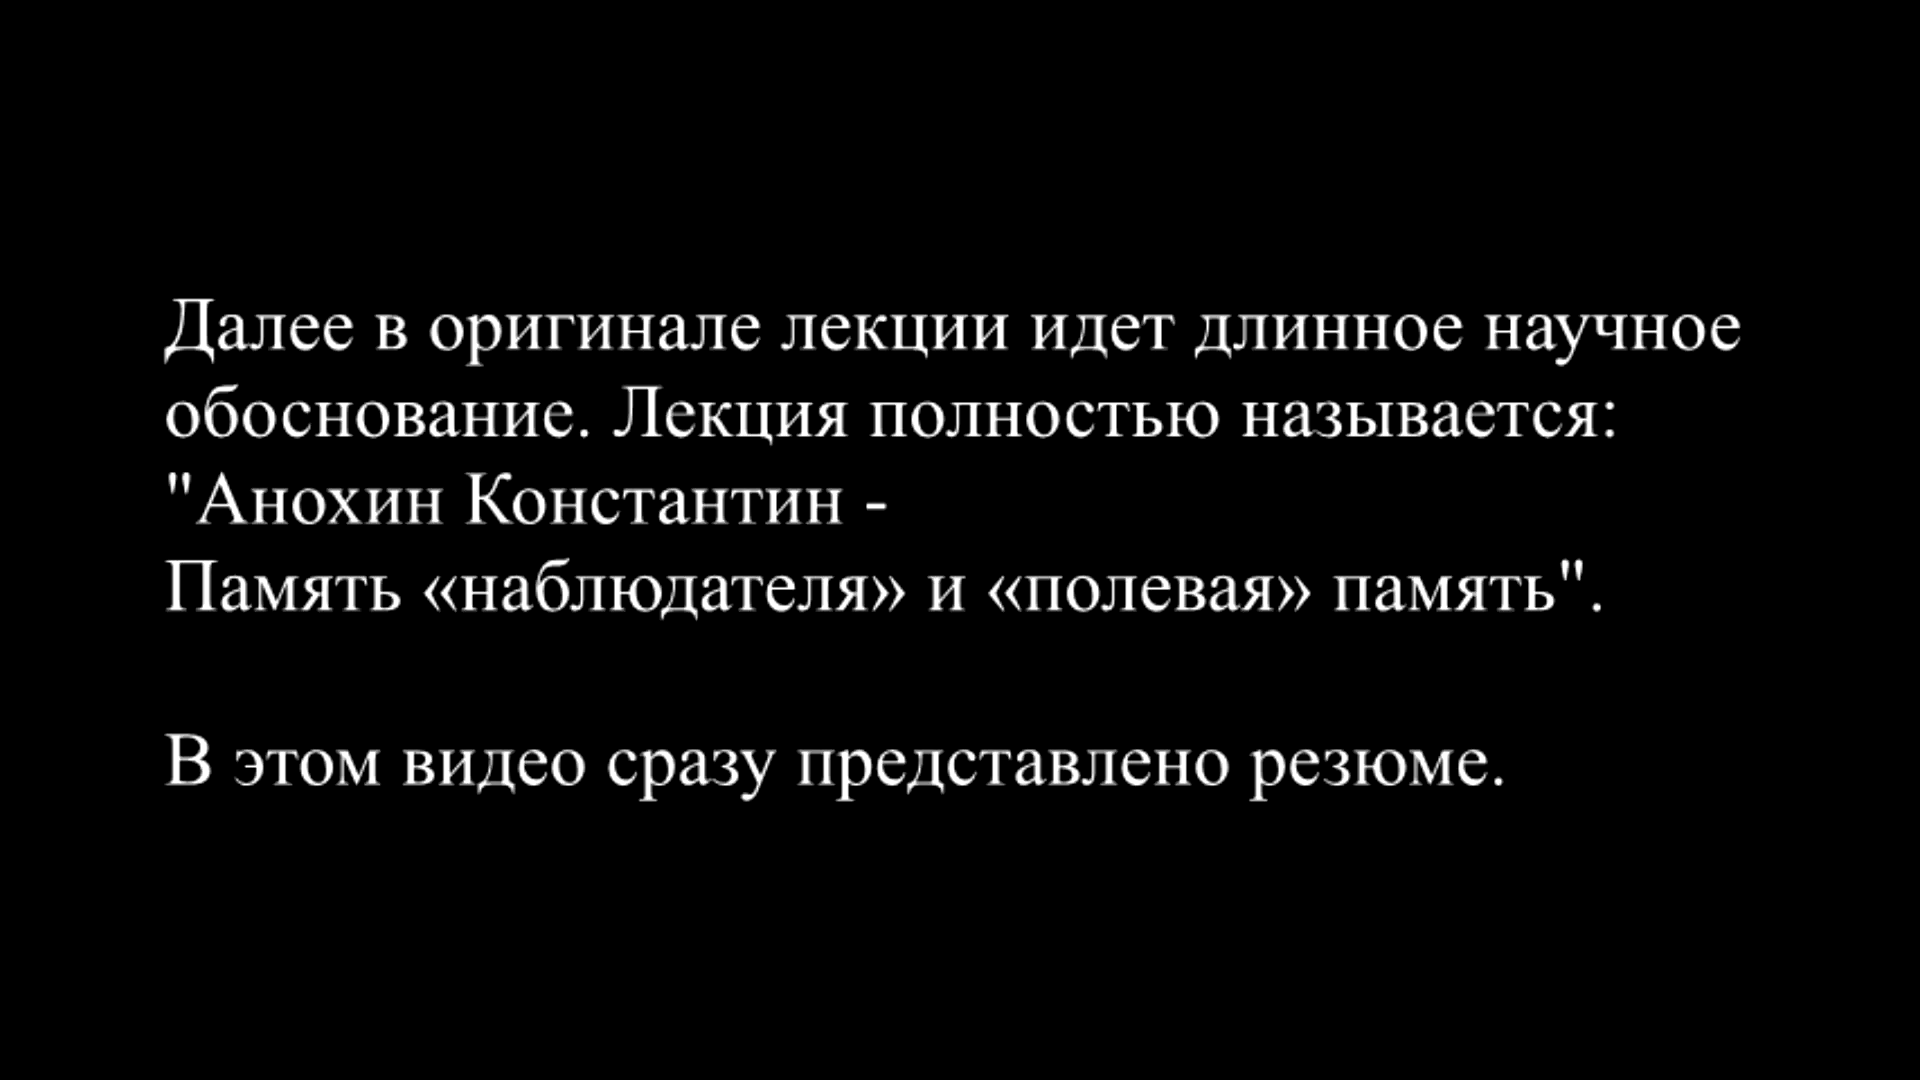 Далее в оригинале лекции идет длинное научное
обоснование. Лекция полностью называется:
"Анохин Константин -
Память «наблюдателя» и «полевая» память".
В этом видео сразу представлено резюме.